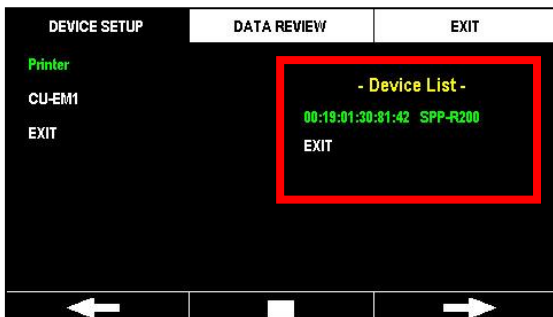 DEVICE SETUP DATA REVIEW EXIT
Printer
CU-EM1
EXIT
- Device List -
00:19:01:30:81:42 SPP-R200
EXIT